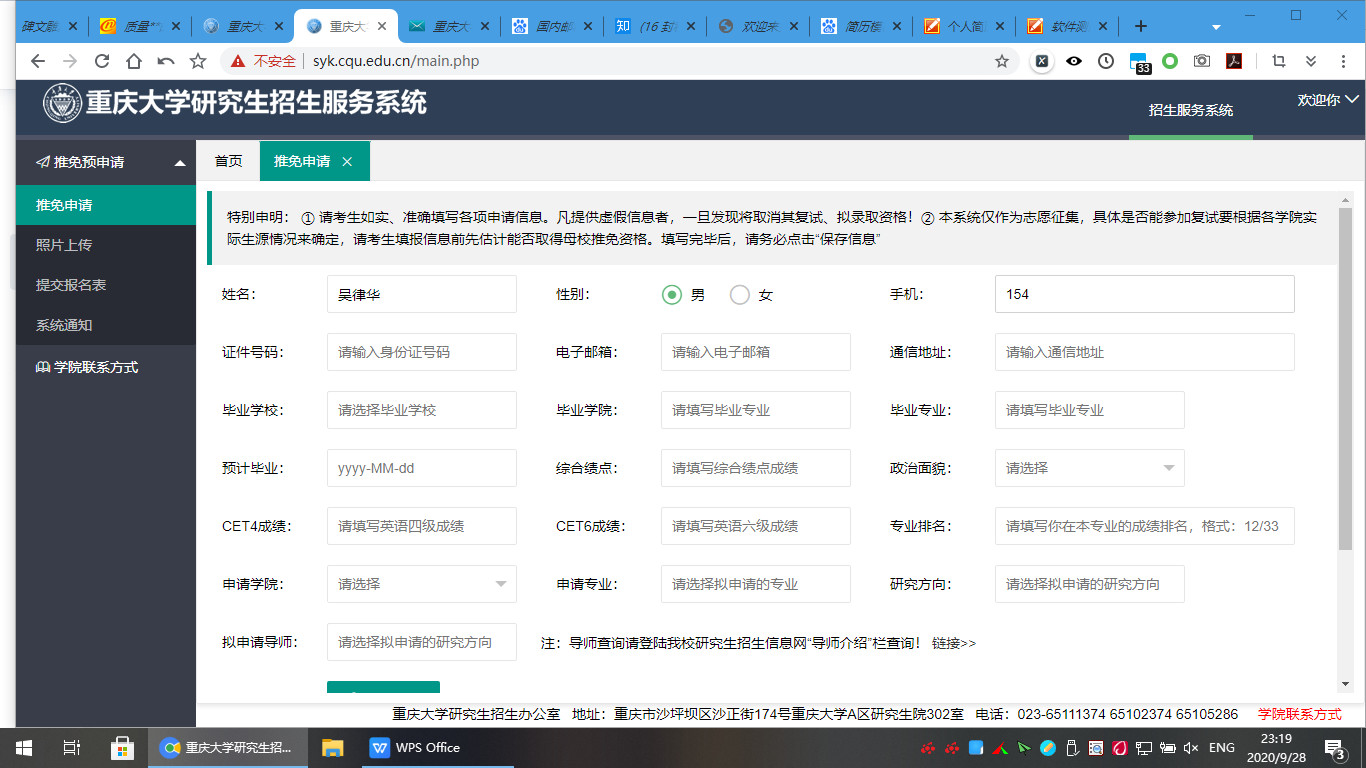 碑文魏
质量**
重庆大
重庆大
重庆大
国内邮
知 (16 封
欢迎来
简历模
个人简
软件测
不安全 syk.cqu.edu.cn/main.php
33
重庆大学研究生招生服务系统
招生服务系统
欢迎你
推免预申请
推免申请
照片上传
提交报名表
系统通知
学院联系方式
首页 推免申请
特别申明： ① 请考生如实、准确填写各项申请信息。凡提供虚假信息者，一旦发现将取消其复试、拟录取资格！② 本系统仅作为志愿征集，具体是否能参加复试要根据各学院实
际生源情况来确定，请考生填报信息前先估计能否取得母校推免资格。填写完毕后，请务必点击“保存信息”
姓名： 吴律华 性别： 男 女 手机： 154
证件号码： 请输入身份证号码 电子邮箱： 请输入电子邮箱 通信地址： 请输入通信地址
毕业学校： 请选择毕业学校 毕业学院： 请填写毕业专业 毕业专业： 请填写毕业专业
预计毕业： yyyy-MM-dd 综合绩点： 请填写综合绩点成绩 政治面貌： 请选择
CET4成绩： 请填写英语四级成绩 CET6成绩： 请填写英语六级成绩 专业排名： 请填写你在本专业的成绩排名，格式：12/33
申请学院： 请选择 申请专业： 请选择拟申请的专业 研究方向： 请选择拟申请的研究方向
拟申请导师： 请选择拟申请的研究方向 注：导师查询请登陆我校研究生招生信息网“导师介绍”栏查询！ 链接>>
重庆大学研究生招生办公室 地址：重庆市沙坪坝区沙正街174号重庆大学A区研究生院302室 电话：023-65111374 65102374 65105286 学院联系方式
重庆大学研究生招... WPS Office ENG 23:19
2020/9/28 3